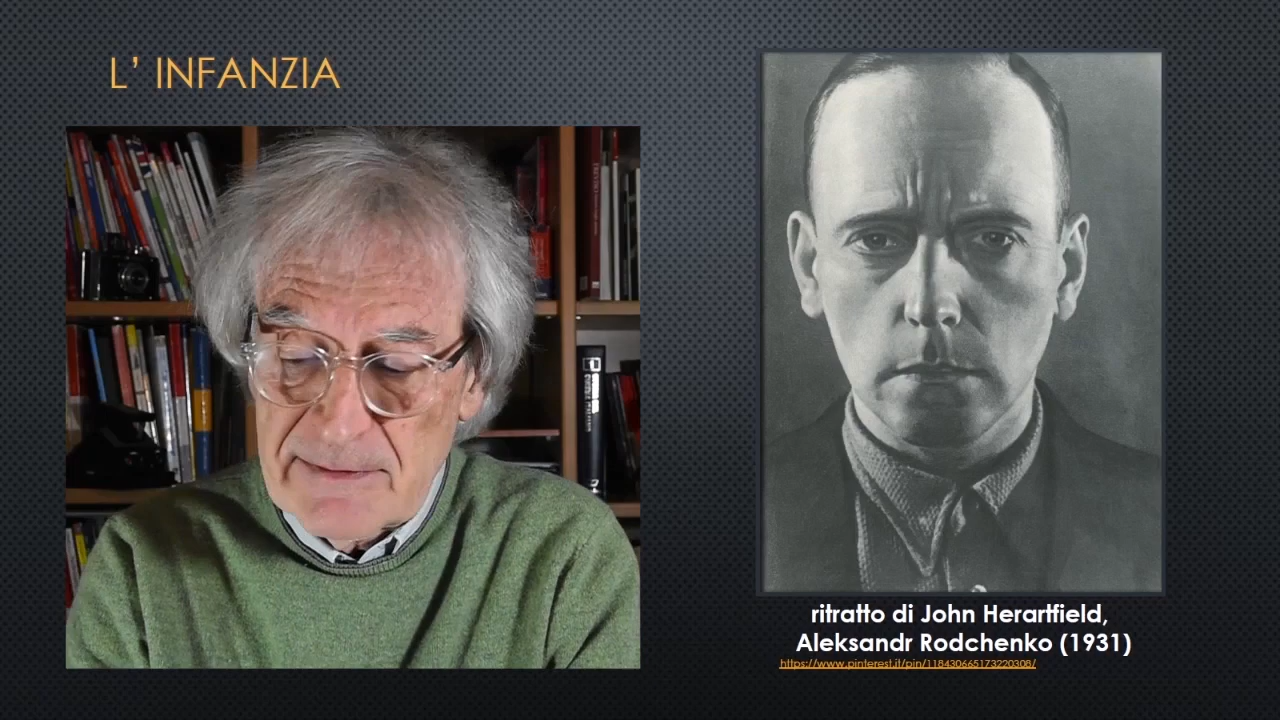 L’ INFANZIA
ritratto di John Herartfield,
Aleksandr Rodchenko (1931)
https://www.pinterest.it/pin/118430665173220308/